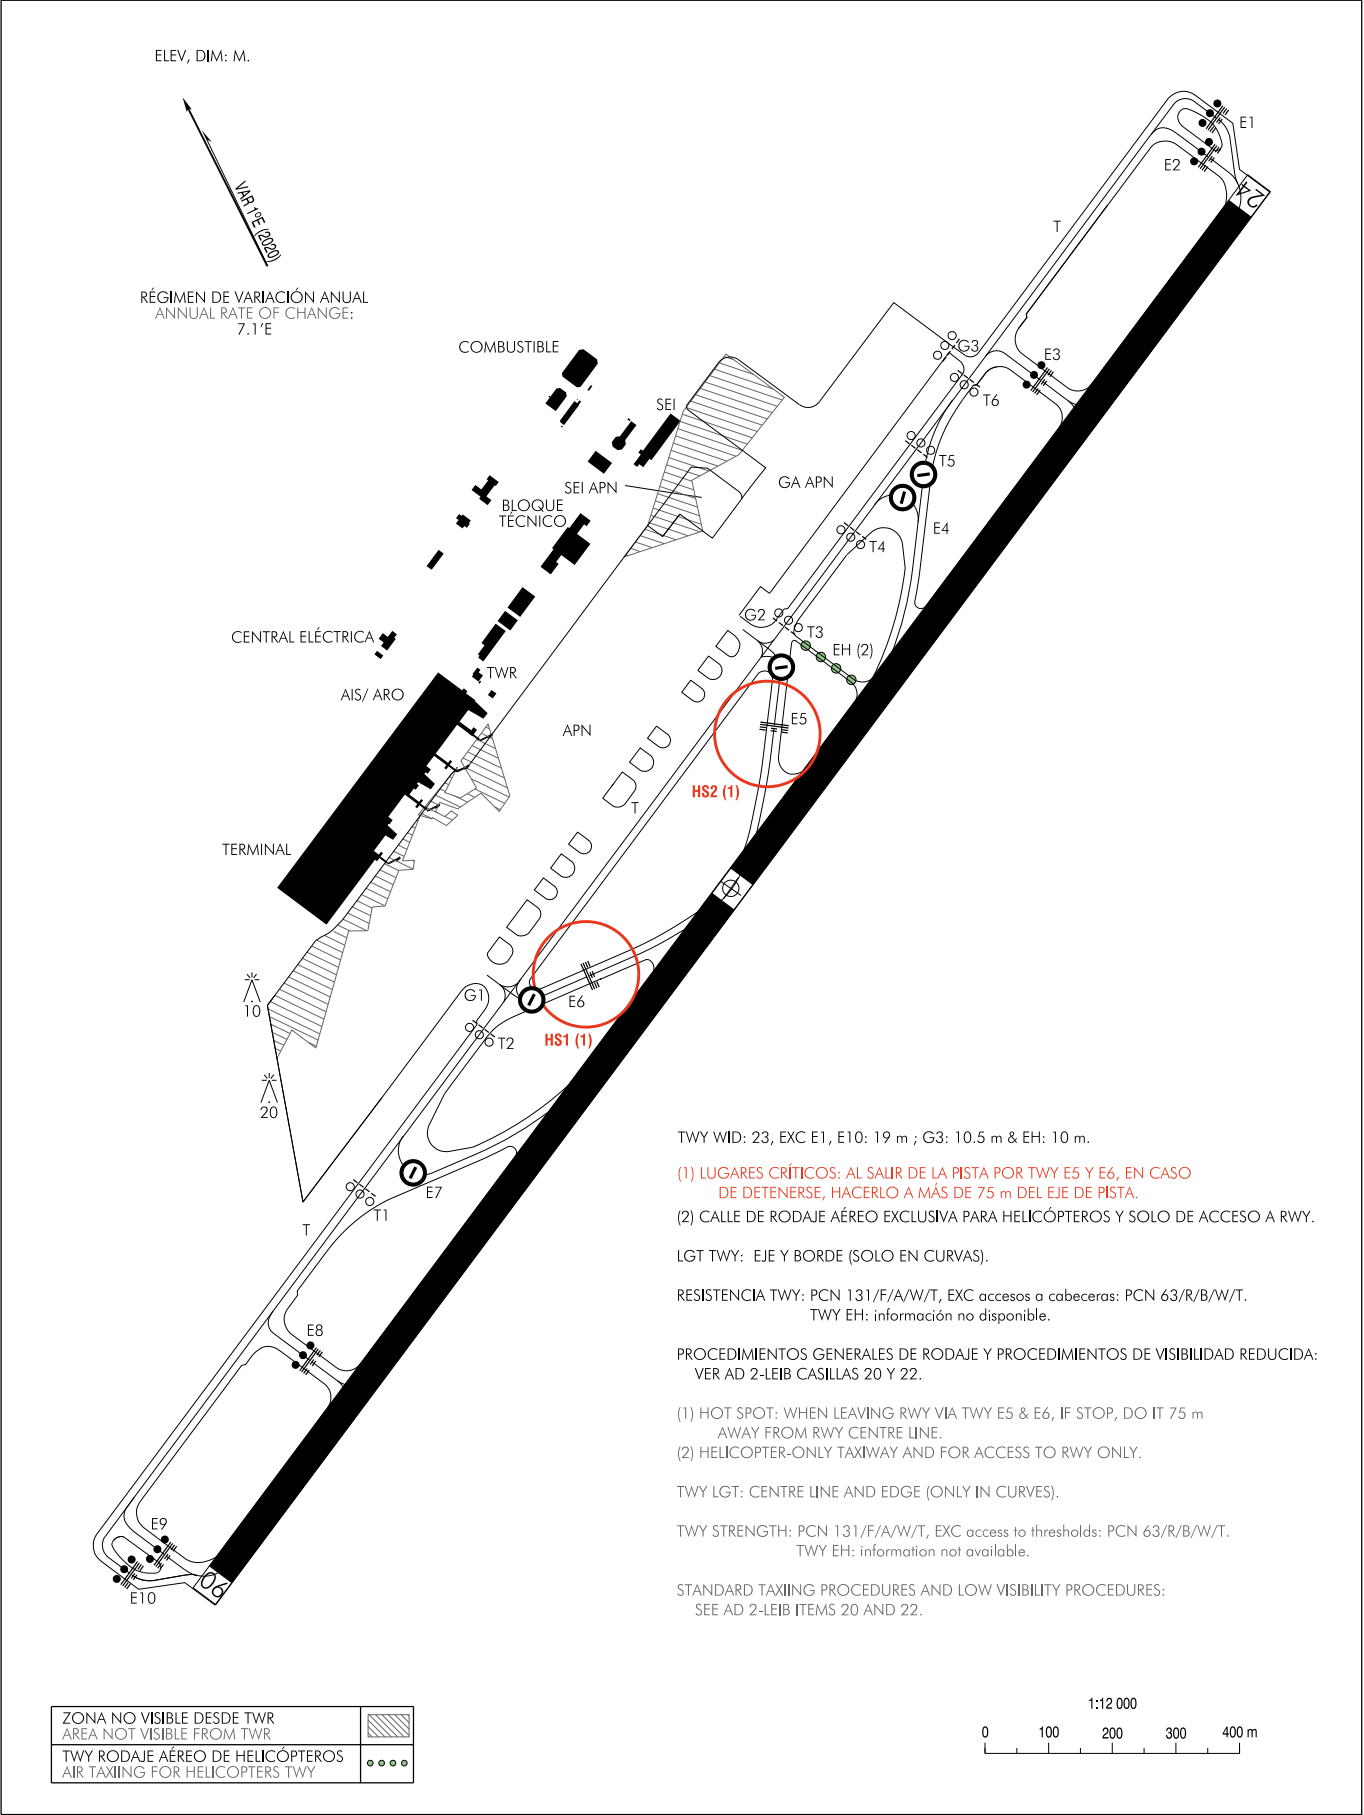 ELEV, DIM: M.
VAR 1ºE (2020)
RÉGIMEN DE VARIACIÓN ANUAL
ANNUAL RATE OF CHANGE:
7.1'E
E1
E2
24
T
COMBUSTIBLE
G3
E3
SEI
T6
T5
GA APN
SEI APN
BLOQUE
TÉCNICO
E4
T4
G2
T3
EH (2)
CENTRAL ELÉCTRICA
TWR
AIS/ ARO
APN
E5
HS2 (1)
T
TERMINAL
G1
E6
10
HS1 (1)
T2
20
E7
T1
T
E8
E9
E10
06
TWY WID: 23, EXC E1, E10: 19 m ; G3: 10.5 m & EH: 10 m.
(1) LUGARES CRÍTICOS: AL SALIR DE LA PISTA POR TWY E5 Y E6, EN CASO
DE DETENERSE, HACERLO A MÁS DE 75 m DEL EJE DE PISTA.
(2) CALLE DE RODAJE AÉREO EXCLUSIVA PARA HELICÓPTEROS Y SOLO DE ACCESO A RWY.
LGT TWY: EJE Y BORDE (SOLO EN CURVAS).
RESISTENCIA TWY: PCN 131/F/A/W/T, EXC accesos a cabeceras: PCN 63/R/B/W/T.
TWY EH: información no disponible.
PROCEDIMIENTOS GENERALES DE RODAJE Y PROCEDIMIENTOS DE VISIBILIDAD REDUCIDA:
VER AD 2-LEIB CASILLAS 20 Y 22.
(1) HOT SPOT: WHEN LEAVING RWY VIA TWY E5 & E6, IF STOP, DO IT 75 m
AWAY FROM RWY CENTRE LINE.
(2) HELICOPTER-ONLY TAXIWAY AND FOR ACCESS TO RWY ONLY.
TWY LGT: CENTRE LINE AND EDGE (ONLY IN CURVES).
TWY STRENGTH: PCN 131/F/A/W/T, EXC access to thresholds: PCN 63/R/B/W/T.
TWY EH: information not available.
STANDARD TAXIING PROCEDURES AND LOW VISIBILITY PROCEDURES:
SEE AD 2-LEIB ITEMS 20 AND 22.
ZONA NO VISIBLE DESDE TWR
AREA NOT VISIBLE FROM TWR
TWY RODAJE AÉREO DE HELICÓPTEROS
AIR TAXIING FOR HELICOPTERS TWY
1:12 000
0 100 200 300 400 m